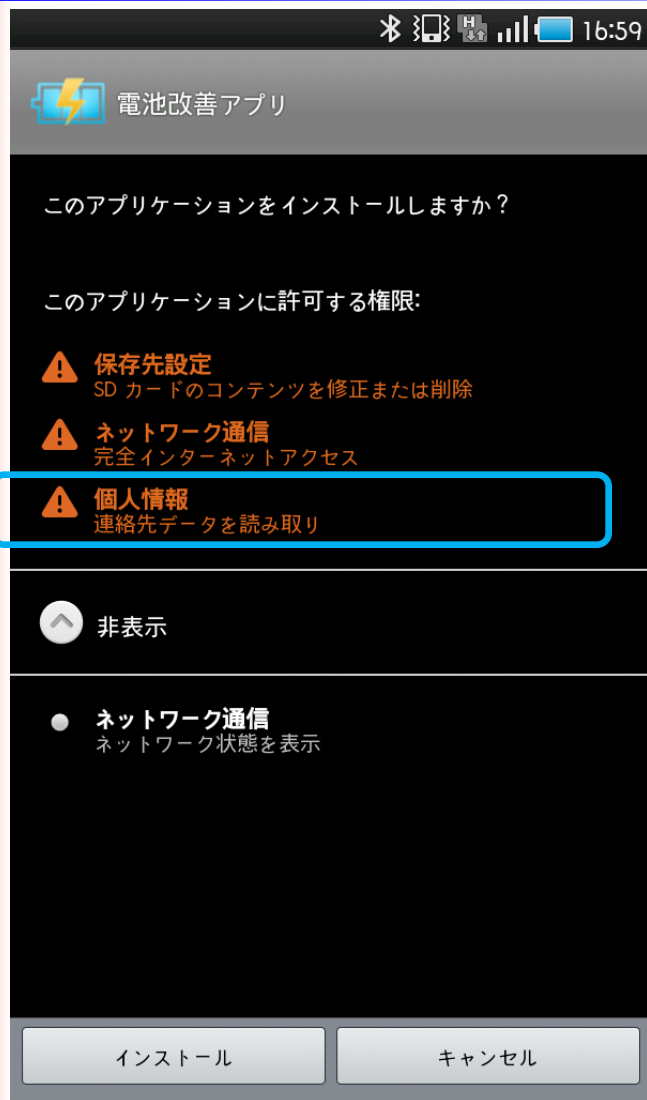 H
16:59
電池改善アプリ
このアプリケーションをインストールしますか？
このアプリケーションに許可する権限:
保存先設定
SD カードのコンテンツを修正または削除
ネットワーク通信
完全インターネットアクセス
個人情報
連絡先データを読み取り
非表示
ネットワーク通信
ネットワーク状態を表示
インストール
キャンセル